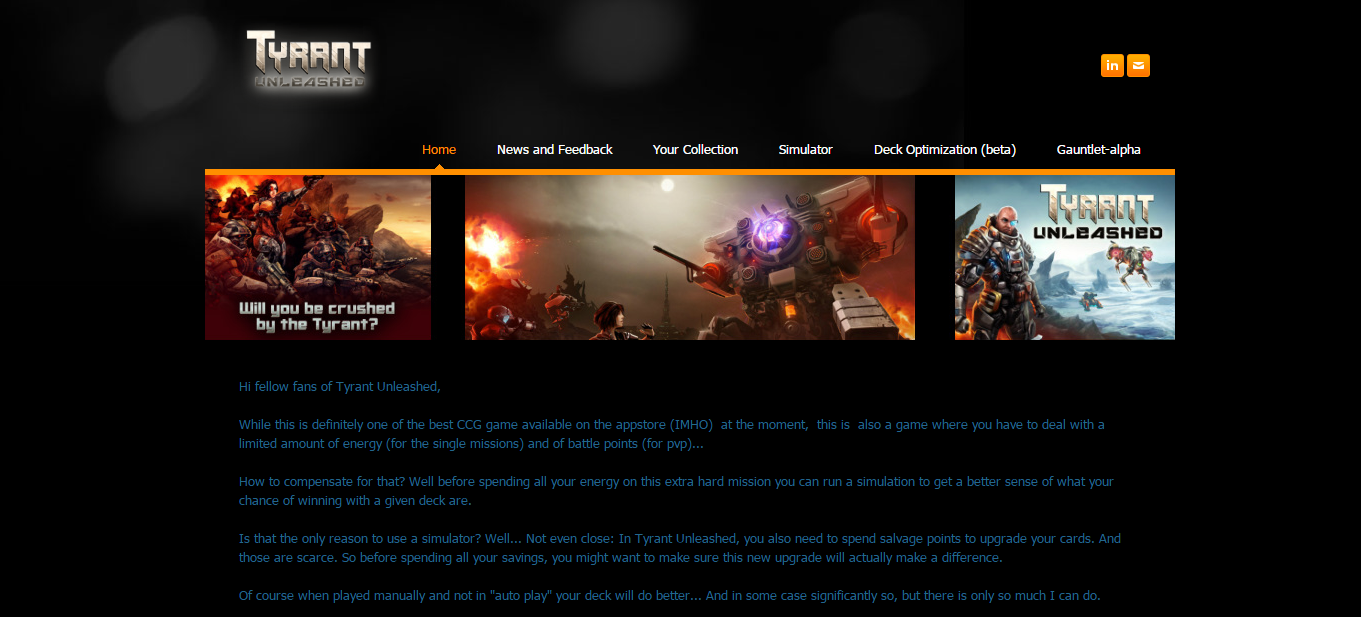 TYRANT
UNLEASHED
in
Home
News and Feedback
Your Collection
Simulator
Deck Optimization (beta)
Gauntlet-alpha
Will you be crushed
by the Tyrant?
TYRANT
UNLEASHED
Hi fellow fans of Tyrant Unleashed,
While this is definitely one of the best CCG game available on the appstore (IMHO)  at the moment,  this is  also a game where you have to deal with a
limited amount of energy (for the single missions) and of battle points (for pvp)...
How to compensate for that? Well before spending all your energy on this extra hard mission you can run a simulation to get a better sense of what your
chance of winning with a given deck are.
Is that the only reason to use a simulator? Well... Not even close: In Tyrant Unleashed, you also need to spend salvage points to upgrade your cards. And
those are scarce. So before spending all your savings, you might want to make sure this new upgrade will actually make a difference.
Of course when played manually and not in "auto play" your deck will do better... And in some case significantly so, but there is only so much I can do.